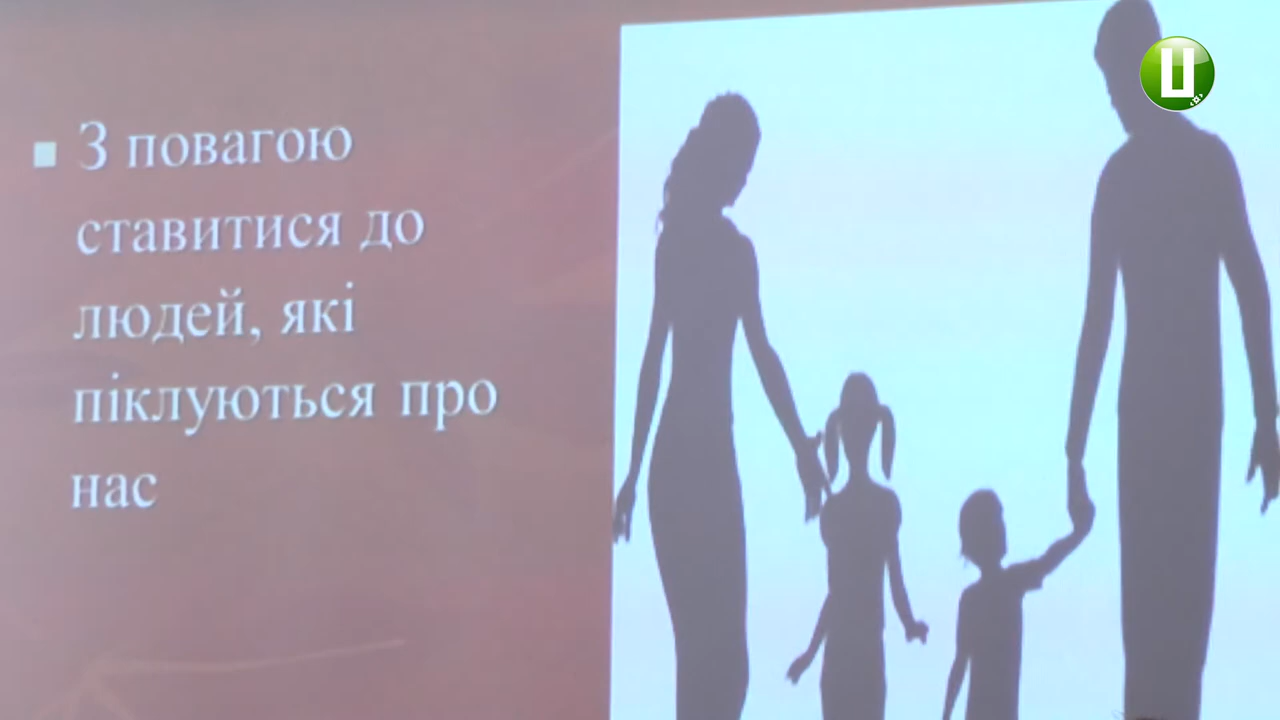 З повагою
ставитися до
людей, які
піклуються про
нас
Ц